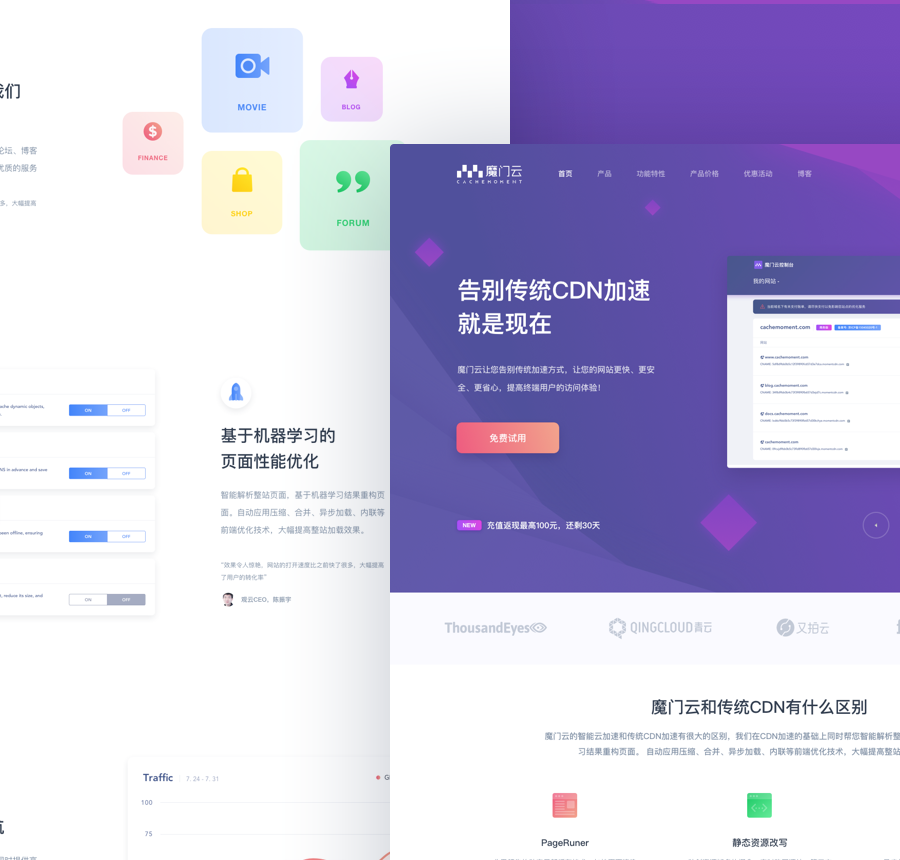 我们
论坛、博客
优质的服务
多、大幅提高
MOVIE
BLOG
FINANCE
SHOP
FORUM
ache dynamic objects,
ON OFF
NS in advance and save
ON OFF
been offline, ensuring
ON OFF
t, reduce its size, and
ON OFF
基于机器学习的
页面性能优化
智能解析整站页面，基于机器学习结果重构页
面。自动应用压缩、合并、异步加载、内联等
前端优化技术，大幅提高整站加载效果。
“效果令人惊艳，网站的打开速度比之前快了很多，大幅提高
了用户的转化率”
观云CEO，陈振宇
Traffic 7. 24 - 7. 31
100
75
魔门云
CACHEMOMENT
首页 产品 功能特性 产品价格 优惠活动 博客
告别传统CDN加速
就是现在
魔门云让您告别传统加速方式，让您的网站更快、更安
全、更省心，提高终端用户的访问体验！
免费试用
NEW 充值返现最高100元，还剩30天
魔门云控制台
我的网站
cachemoment.com
网站
www.cachemoment.com
blog.cachemoment.com
docs.cachemoment.com
cachemoment.com
ThousandEyes QINGCLOUD青云 又拍云
魔门云和传统CDN有什么区别
魔门云的智能云加速和传统CDN加速有很大的区别，我们在CDN加速的基础上同时帮您智能解析整
习结果重构页面。 自动应用压缩、合并、异步加载、内联等前端优化技术，大幅提高整站
PageRuner 静态资源改写